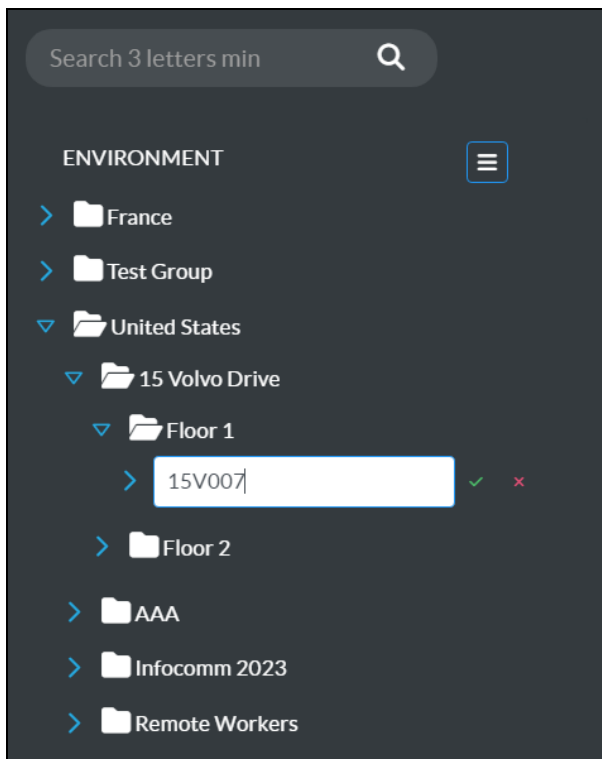 Search 3 letters min
ENVIRONMENT
France
Test Group
United States
15 Volvo Drive
Floor 1
15V007
Floor 2
AAA
Infocomm 2023
Remote Workers